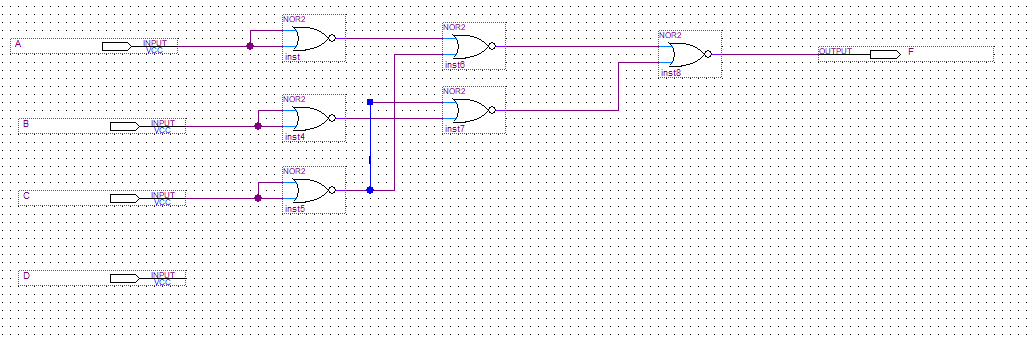 NOR2
A
INPUT
VCC
inst
NOR2
inst6
NOR2
inst8
OUTPUT
F
NOR2
B
INPUT
VCC
inst4
NOR2
inst7
NOR2
C
INPUT
VCC
inst5
D
INPUT
VCC